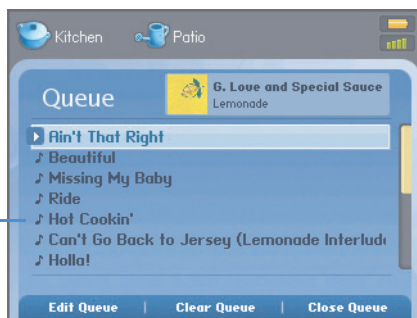 Kitchen Patio
Queue
G. Love and Special Sauce
Lemonade
Ain't That Right
Beautiful
Missing My Baby
Ride
Hot Cookin'
Can't Go Back to Jersey (Lemonade Interlud
Holla!
Edit Queue | Clear Queue | Close Queue